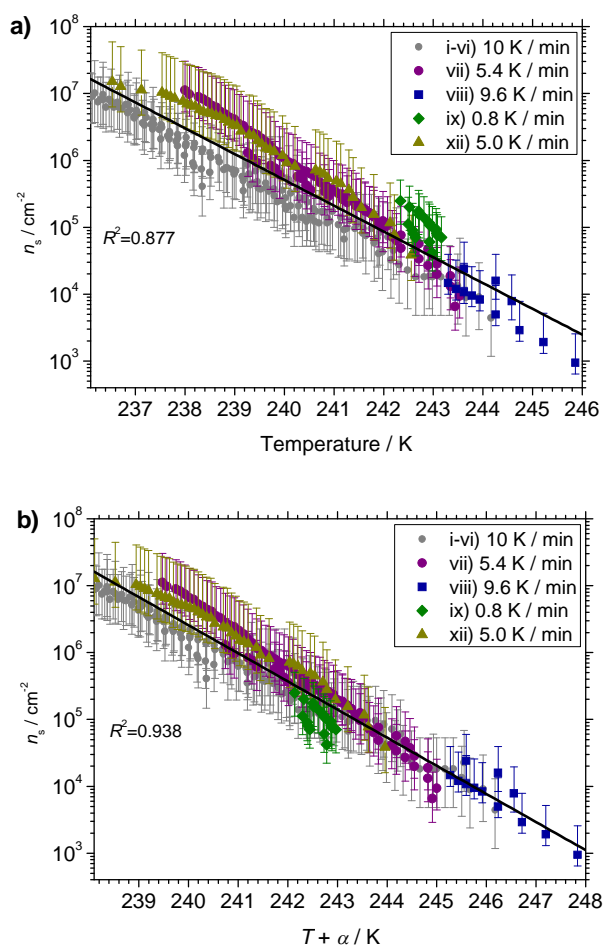 a)
10^8
10^7
10^6
10^5
10^4
10^3
n_s / cm^-2
i-vi) 10 K / min
vii) 5.4 K / min
viii) 9.6 K / min
ix) 0.8 K / min
xii) 5.0 K / min
R^2=0.877
237 238 239 240 241 242 243 244 245 246
Temperature / K
b)
10^8
10^7
10^6
10^5
10^4
10^3
n_s / cm^-2
i-vi) 10 K / min
vii) 5.4 K / min
viii) 9.6 K / min
ix) 0.8 K / min
xii) 5.0 K / min
R^2=0.938
239 240 241 242 243 244 245 246 247 248
T + α / K